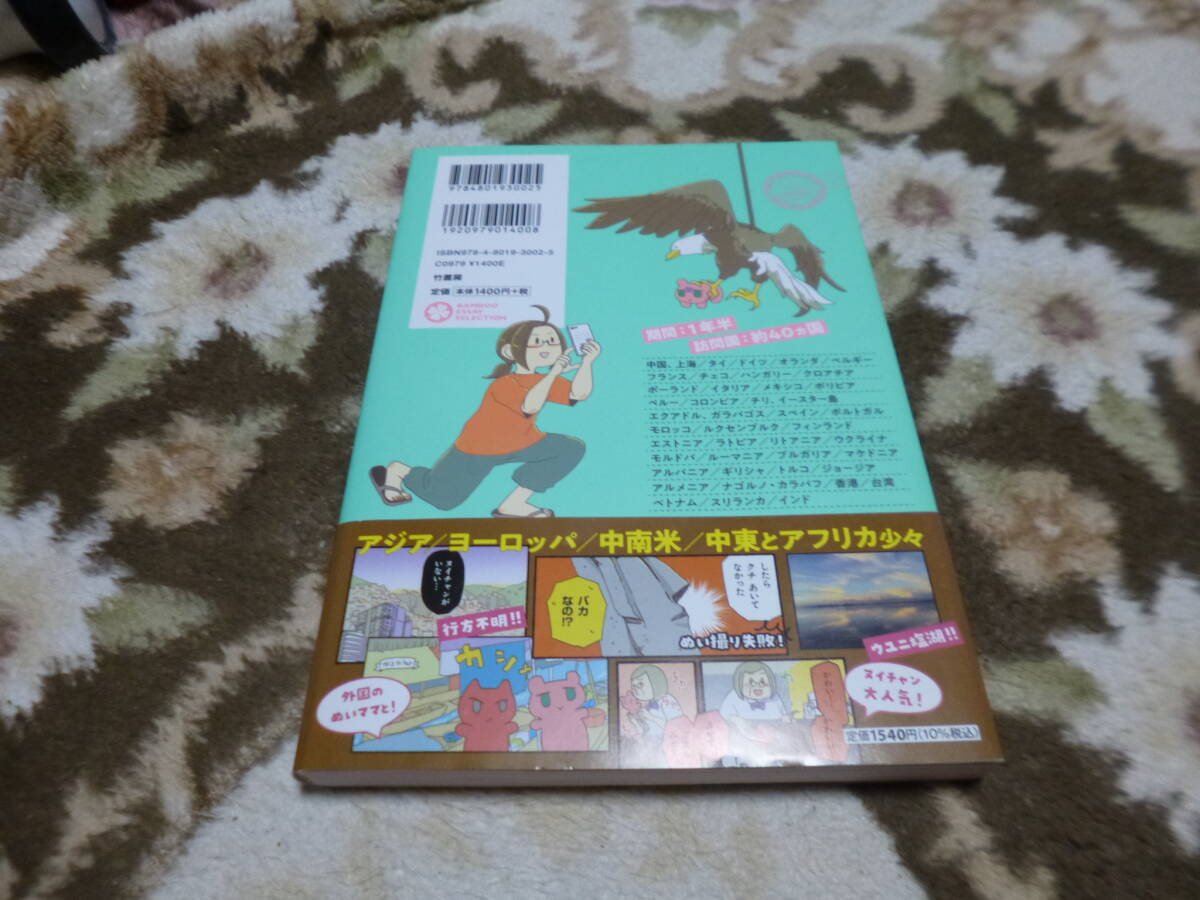 9784801930025
1920979014008
ISBN978-4-8019-3002-5
C0979 ¥1400E
竹書房
定価 本体1400円+税
BAMBOO
ESSAY
SELECTION
期間:1年半
訪問国:約40ヵ国
中国、上海/タイ/ドイツ/オランダ/ベルギー
フランス/チェコ/ハンガリー/クロアチア
ポーランド/イタリア/メキシコ/ボリビア
ペルー/コロンビア/チリ、イースター島
エクアドル、ガラパゴス/スペイン/ポルトガル
モロッコ/ルクセンブルク/フィンランド
エストニア/ラトビア/リトアニア/ウクライナ
モルドバ/ルーマニア/ブルガリア/マケドニア
アルバニア/ギリシャ/トルコ/ジョージア
アルメニア/ナゴルノ・カラバフ/香港/台湾
ベトナム/スリランカ/インド
アジア/ヨーロッパ/中南米/中東とアフリカ少々
ヌイチャンが
いない…
行方不明!!
したら
クチ あいて
なかった
バカ
なの!?
ぬい撮り失敗!
ウユニ塩湖!!
カシャ
外国の
ぬいママと!
ヌイチャン
大人気!
定価1540円(10%税込)